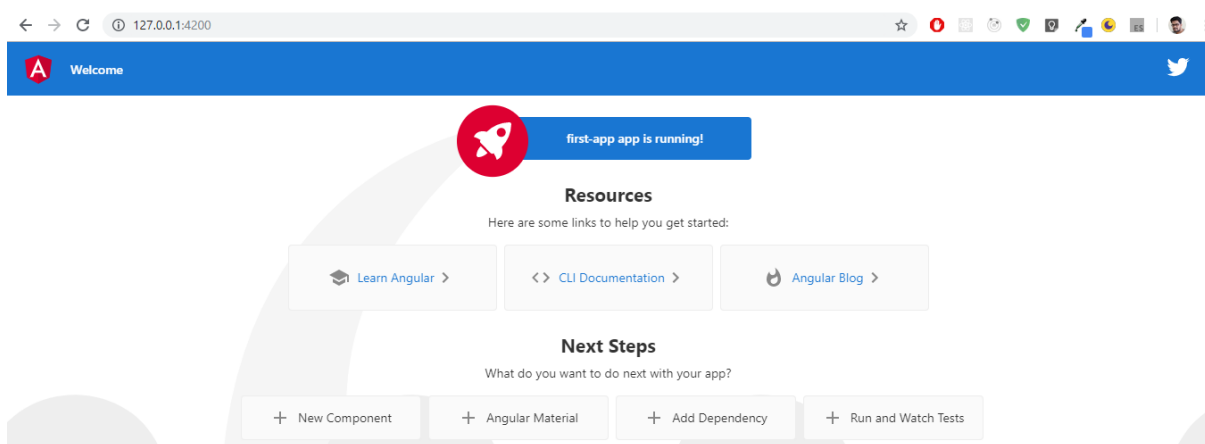 127.0.0.1:4200
ES
A
Welcome
first-app app is running!
Resources
Here are some links to help you get started:
Learn Angular
CLI Documentation
Angular Blog
Next Steps
What do you want to do next with your app?
New Component
Angular Material
Add Dependency
Run and Watch Tests